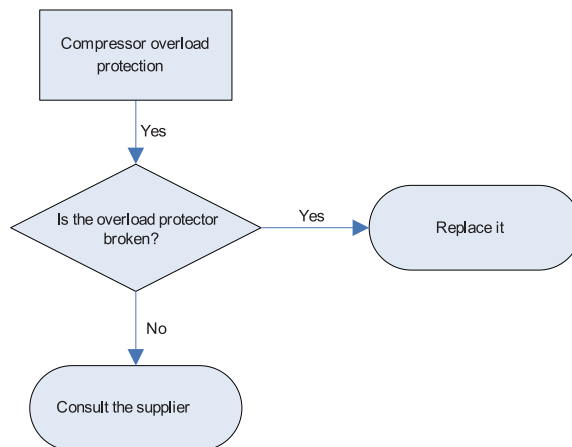 Compressor overload
protection
Yes
Is the overload protector
broken?
Yes
Replace it
No
Consult the supplier